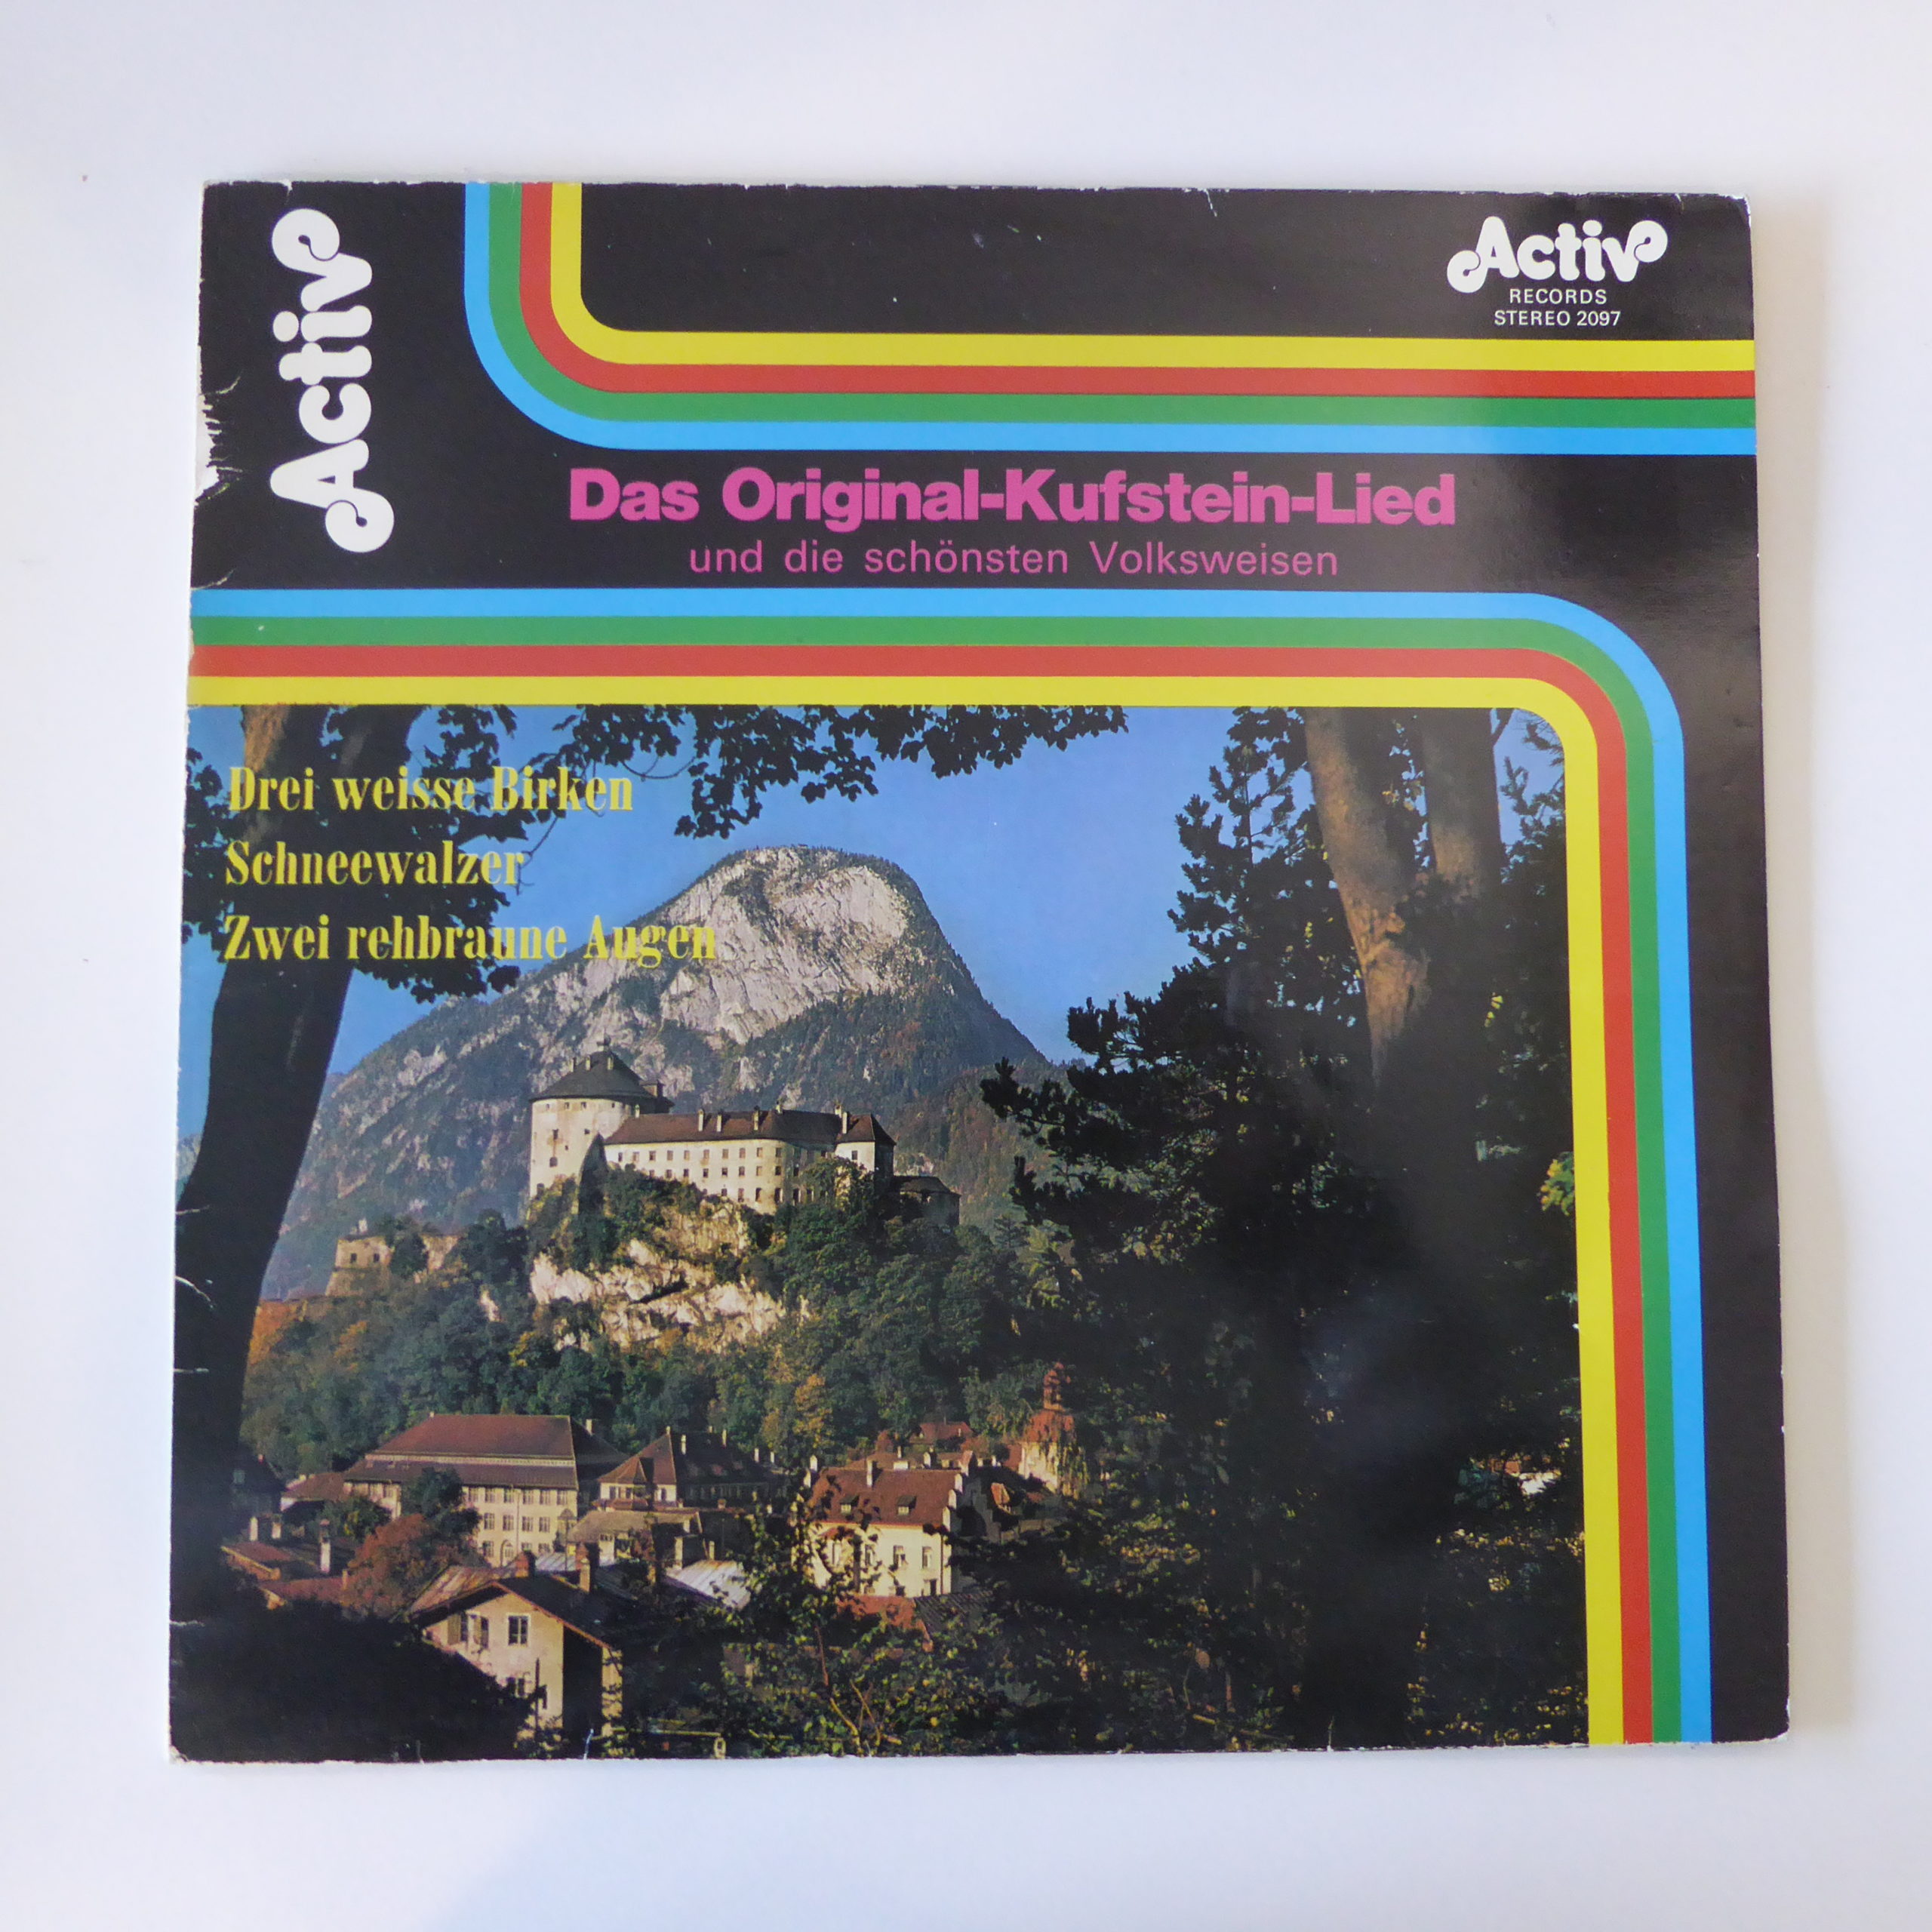 Activ
Activ
RECORDS
STEREO 2097
Das Original-Kufstein-Lied
und die schönsten Volksweisen
Drei weisse Birken
Schneewalzer
Zwei rehbraune Augen